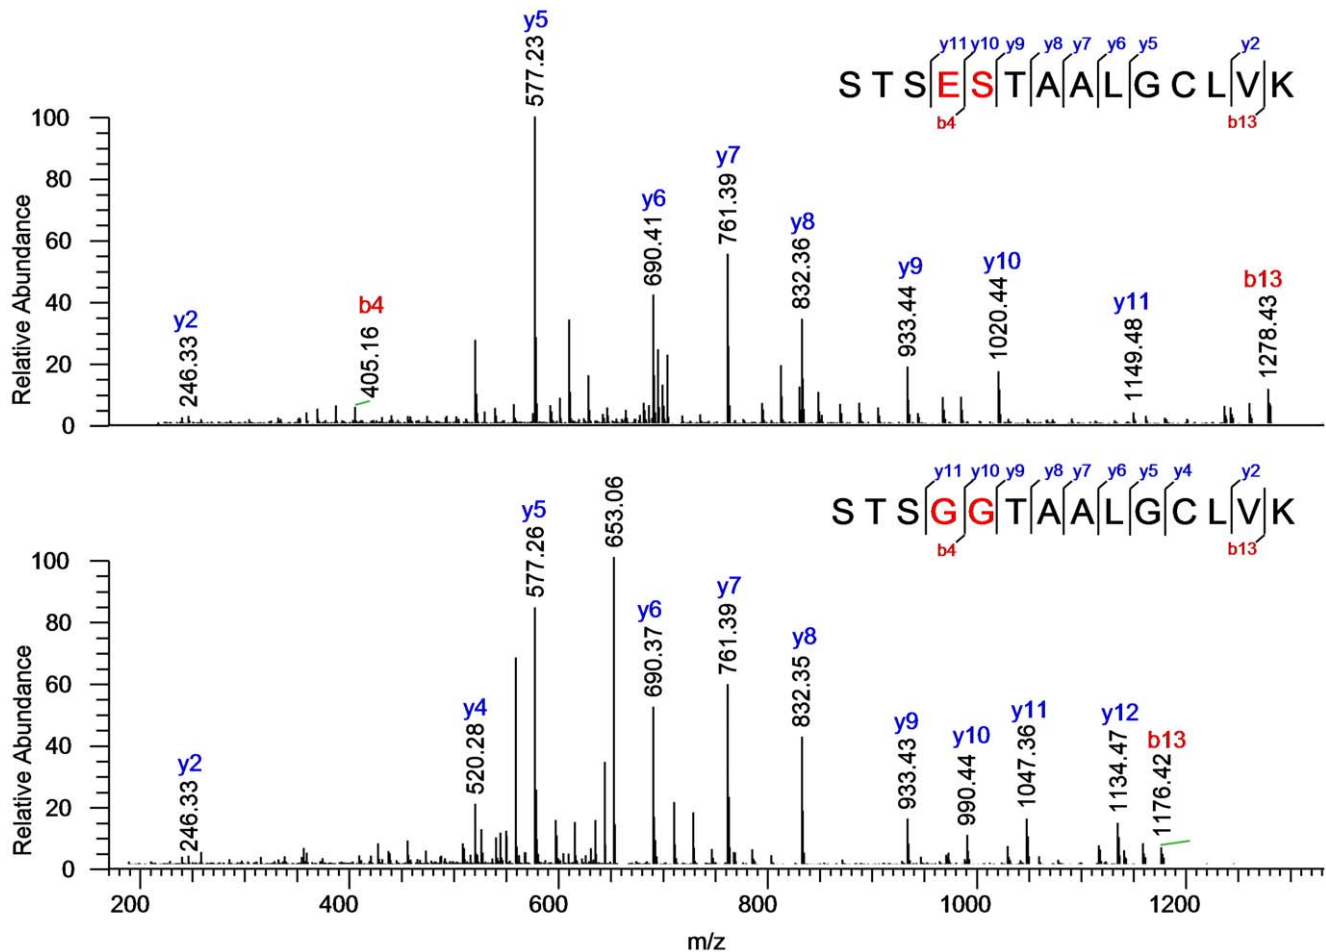 y11 y10 y9 y8 y7 y6 y5 y2
STSESTAALGCLVK
b4 b13
Relative Abundance
100
80
60
40
20
0
y2
246.33
b4
405.16
y5
577.23
y6
690.41
y7
761.39
y8
832.36
y9
933.44
y10
1020.44
y11
1149.48
b13
1278.43
y11 y10 y9 y8 y7 y6 y5 y4 y2
STSGGTAALGCLVK
b4 b13
Relative Abundance
100
80
60
40
20
0
y2
246.33
y4
520.28
y5
577.26
653.06
y6
690.37
y7
761.39
y8
832.35
y9
933.43
y10
990.44
y11
1047.36
y12
1134.47
b13
1176.42
200 400 600 800 1000 1200
m/z